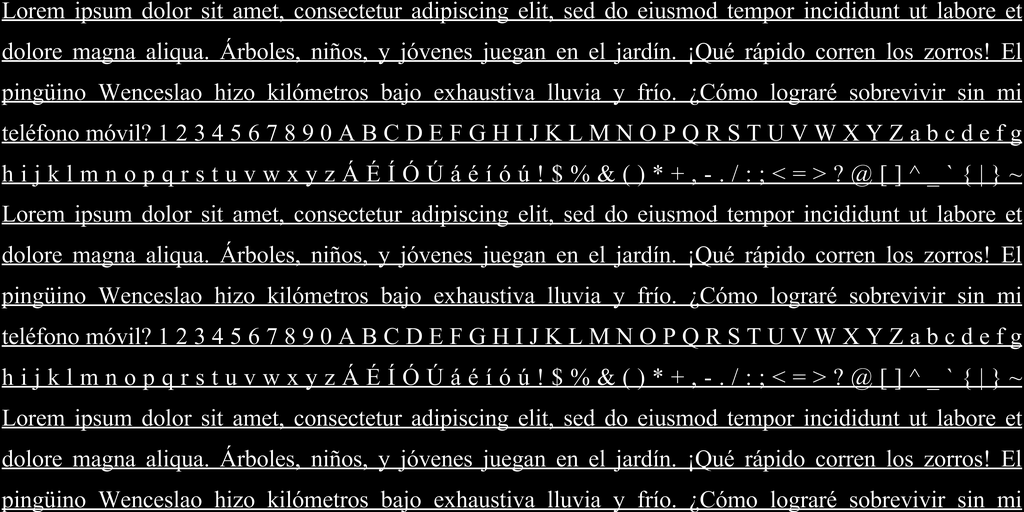 Lorem ipsum dolor sit amet, consectetur adipiscing elit, sed do eiusmod tempor incididunt ut labore et
dolore magna aliqua. Árboles, niños, y jóvenes juegan en el jardín. ¡Qué rápido corren los zorros! El
pingüino Wenceslao hizo kilómetros bajo exhaustiva lluvia y frío. ¿Cómo lograré sobrevivir sin mi
teléfono móvil? 1 2 3 4 5 6 7 8 9 0 A B C D E F G H I J K L M N O P Q R S T U V W X Y Z a b c d e f g
h i j k l m n o p q r s t u v w x y z Á É Í Ó Ú á é í ó ú ! $ % & ( ) * + , - . / : ; < = > ? @ [ ] ^ _ ` { | } ~
Lorem ipsum dolor sit amet, consectetur adipiscing elit, sed do eiusmod tempor incididunt ut labore et
dolore magna aliqua. Árboles, niños, y jóvenes juegan en el jardín. ¡Qué rápido corren los zorros! El
pingüino Wenceslao hizo kilómetros bajo exhaustiva lluvia y frío. ¿Cómo lograré sobrevivir sin mi
teléfono móvil? 1 2 3 4 5 6 7 8 9 0 A B C D E F G H I J K L M N O P Q R S T U V W X Y Z a b c d e f g
h i j k l m n o p q r s t u v w x y z Á É Í Ó Ú á é í ó ú ! $ % & ( ) * + , - . / : ; < = > ? @ [ ] ^ _ ` { | } ~
Lorem ipsum dolor sit amet, consectetur adipiscing elit, sed do eiusmod tempor incididunt ut labore et
dolore magna aliqua. Árboles, niños, y jóvenes juegan en el jardín. ¡Qué rápido corren los zorros! El
pingüino Wenceslao hizo kilómetros bajo exhaustiva lluvia y frío. ¿Cómo lograré sobrevivir sin mi